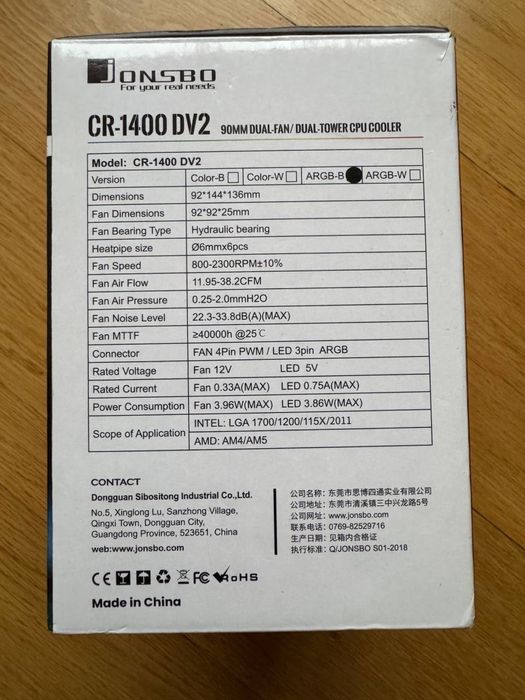 JONSBO
For your real needs
CR-1400 DV2 90MM DUAL-FAN/ DUAL-TOWER CPU COOLER
Model: CR-1400 DV2
Version Color-B Color-W ARGB-B ARGB-W
Dimensions 92*144*136mm
Fan Dimensions 92*92*25mm
Fan Bearing Type Hydraulic bearing
Heatpipe size Ø6mmx6pcs
Fan Speed 800-2300RPM±10%
Fan Air Flow 11.95-38.2CFM
Fan Air Pressure 0.25-2.0mmH2O
Fan Noise Level 22.3-33.8dB(A)(MAX)
Fan MTTF ≥40000h @25℃
Connector FAN 4Pin PWM / LED 3pin ARGB
Rated Voltage Fan 12V LED 5V
Rated Current Fan 0.33A(MAX) LED 0.75A(MAX)
Power Consumption Fan 3.96W(MAX) LED 3.86W(MAX)
Scope of Application INTEL: LGA 1700/1200/115X/2011
AMD: AM4/AM5
CONTACT
Dongguan Sibositong Industrial Co.,Ltd.
No.5, Xinglong Lu, Sanzhong Village,
Qingxi Town, Dongguan City,
Guangdong Province, 523651, China
web:www.jonsbo.com
公司名称: 东莞市思博四通实业有限公司
公司地址: 东莞市清溪镇三中兴龙路5号
公司网址: www.jonsbo.com
联系电话: 0769-82529716
生产日期: 见箱内合格证
执行标准: Q/JONSBO S01-2018
CE FC RoHS
Made in China